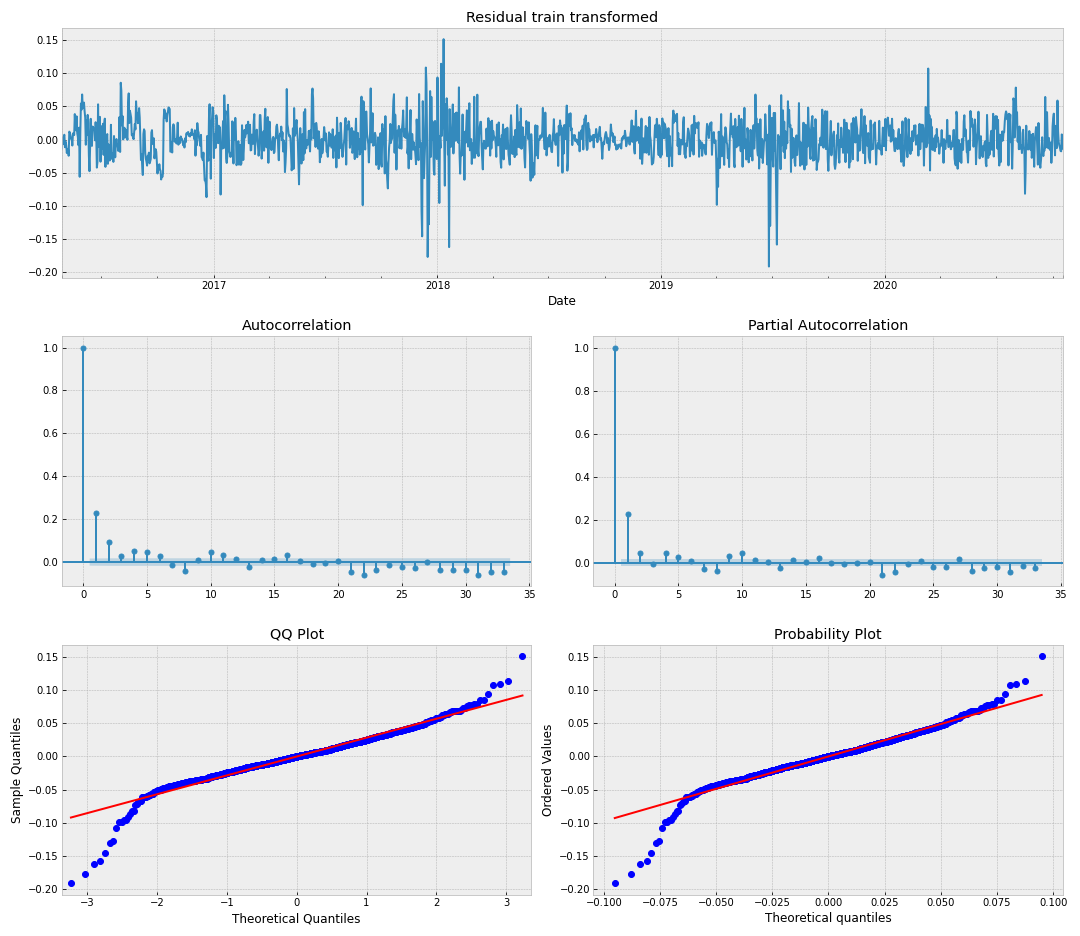 Residual train transformed
0.15
0.10
0.05
0.00
−0.05
−0.10
−0.15
−0.20
2017 2018 2019 2020
Date
Autocorrelation
1.0
0.8
0.6
0.4
0.2
0.0
0 5 10 15 20 25 30 35
Partial Autocorrelation
1.0
0.8
0.6
0.4
0.2
0.0
0 5 10 15 20 25 30 35
QQ Plot
Sample Quantiles
0.15
0.10
0.05
0.00
−0.05
−0.10
−0.15
−0.20
−3 −2 −1 0 1 2 3
Theoretical Quantiles
Probability Plot
Ordered Values
0.15
0.10
0.05
0.00
−0.05
−0.10
−0.15
−0.20
−0.100 −0.075 −0.050 −0.025 0.000 0.025 0.050 0.075 0.100
Theoretical quantiles